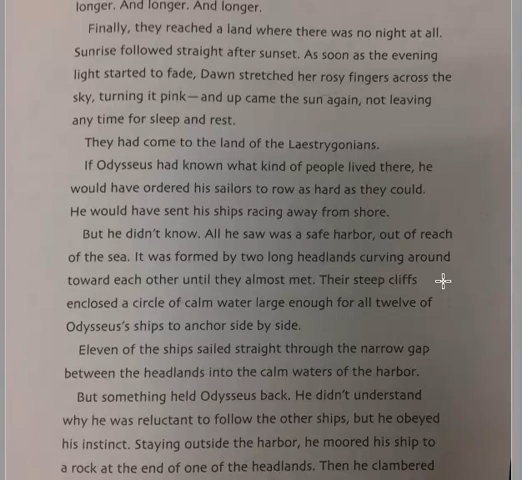 longer. And longer. And longer.
Finally, they reached a land where there was no night at all.
Sunrise followed straight after sunset. As soon as the evening
light started to fade, Dawn stretched her rosy fingers across the
sky, turning it pink—and up came the sun again, not leaving
any time for sleep and rest.
They had come to the land of the Laestrygonians.
If Odysseus had known what kind of people lived there, he
would have ordered his sailors to row as hard as they could.
He would have sent his ships racing away from shore.
But he didn't know. All he saw was a safe harbor, out of reach
of the sea. It was formed by two long headlands curving around
toward each other until they almost met. Their steep cliffs
enclosed a circle of calm water large enough for all twelve of
Odysseus's ships to anchor side by side.
Eleven of the ships sailed straight through the narrow gap
between the headlands into the calm waters of the harbor.
But something held Odysseus back. He didn't understand
why he was reluctant to follow the other ships, but he obeyed
his instinct. Staying outside the harbor, he moored his ship to
a rock at the end of one of the headlands. Then he clambered